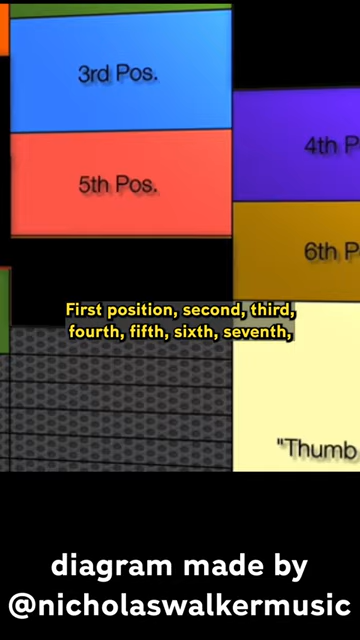 3rd Pos.
4th P
5th Pos.
6th P
First position, second, third,
fourth, fifth, sixth, seventh,
"Thumb
diagram made by
@nicholaswalkermusic